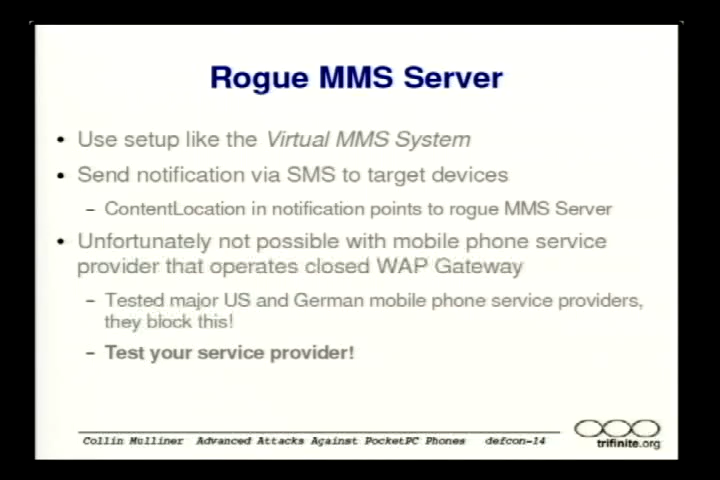 Rogue MMS Server
• Use setup like the Virtual MMS System
• Send notification via SMS to target devices
– ContentLocation in notification points to rogue MMS Server
• Unfortunately not possible with mobile phone service
provider that operates closed WAP Gateway
– Tested major US and German mobile phone service providers,
they block this!
– Test your service provider!
Collin Mulliner Advanced Attacks Against PocketPC Phones defcon-14
trifinite.org